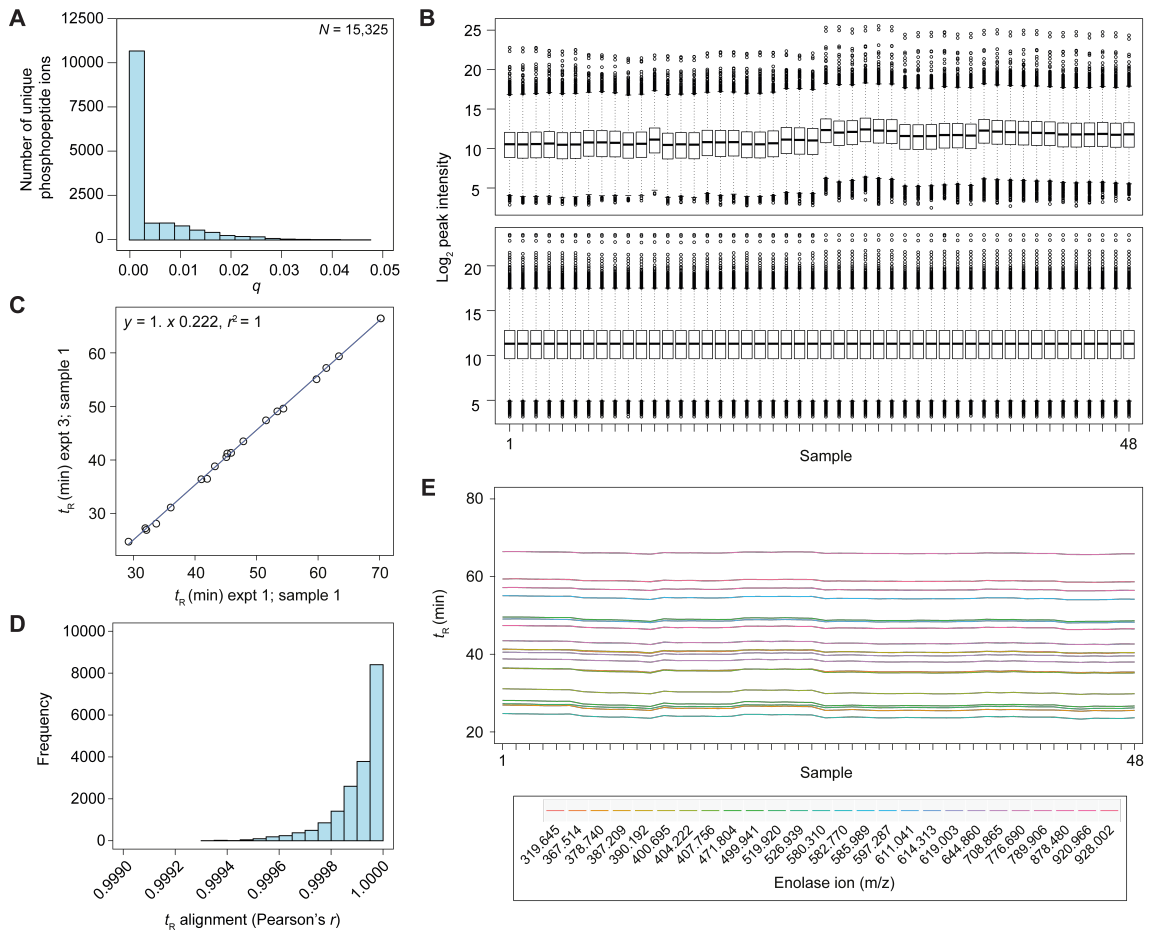 A
N = 15,325
12500
10000
7500
5000
2500
0
Number of unique
phosphopeptide ions
0.00 0.01 0.02 0.03 0.04 0.05
q
B
25
20
15
10
5
Log2 peak intensity
20
15
10
5
1 48
Sample
C
y = 1. x 0.222, r2 = 1
60
50
40
30
tR (min) expt 3; sample 1
30 40 50 60 70
tR (min) expt 1; sample 1
D
10000
8000
6000
4000
2000
0
Frequency
0.9990 0.9992 0.9994 0.9996 0.9998 1.0000
tR alignment (Pearson's r)
E
80
60
40
20
tR (min)
1 48
Sample
319.645 367.514 378.740 387.209 390.192 400.695 404.222 407.756 471.804 499.941 519.920 526.939 580.310 582.770 585.989 597.287 611.041 614.313 619.003 644.860 708.865 776.690 789.906 878.480 920.966 928.002
Enolase ion (m/z)